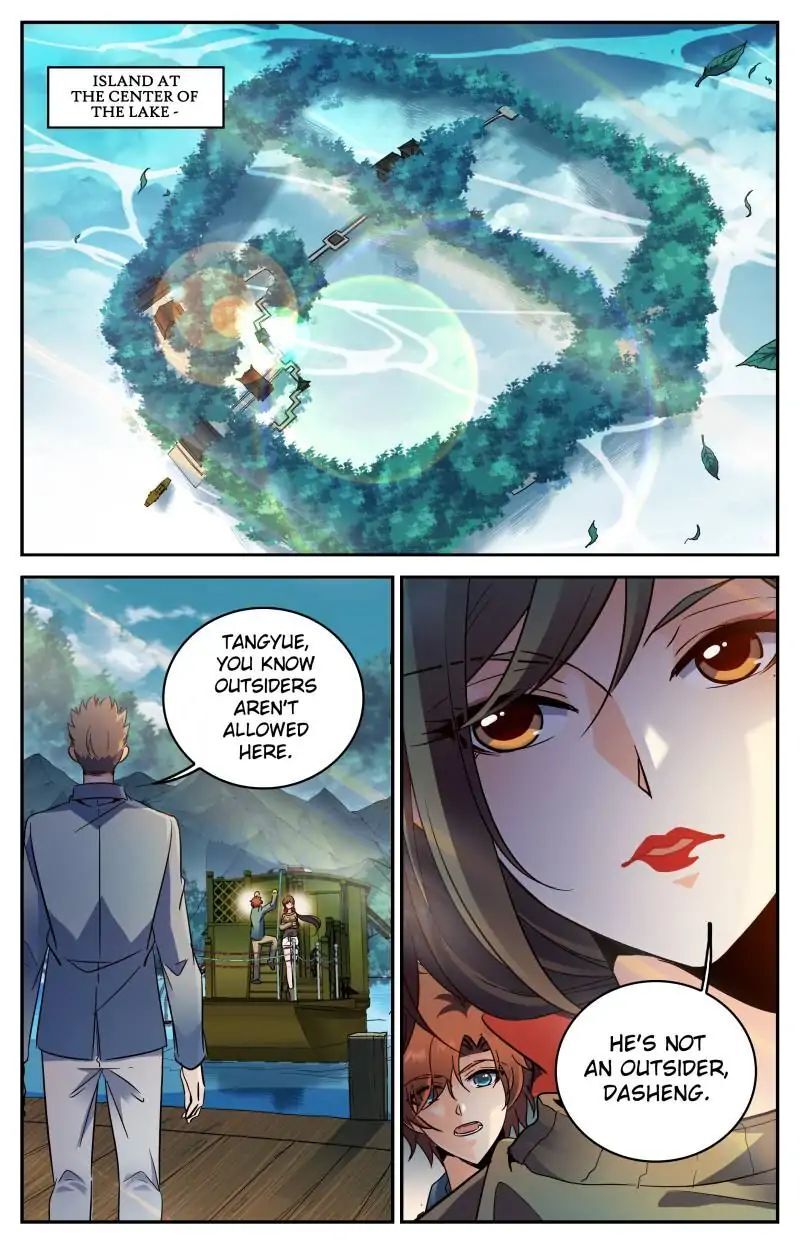 ISLAND AT
THE CENTER OF
THE LAKE -
TANGYUE,
YOU KNOW
OUTSIDERS
AREN'T
ALLOWED
HERE.
HE'S NOT
AN OUTSIDER,
DASHENG.